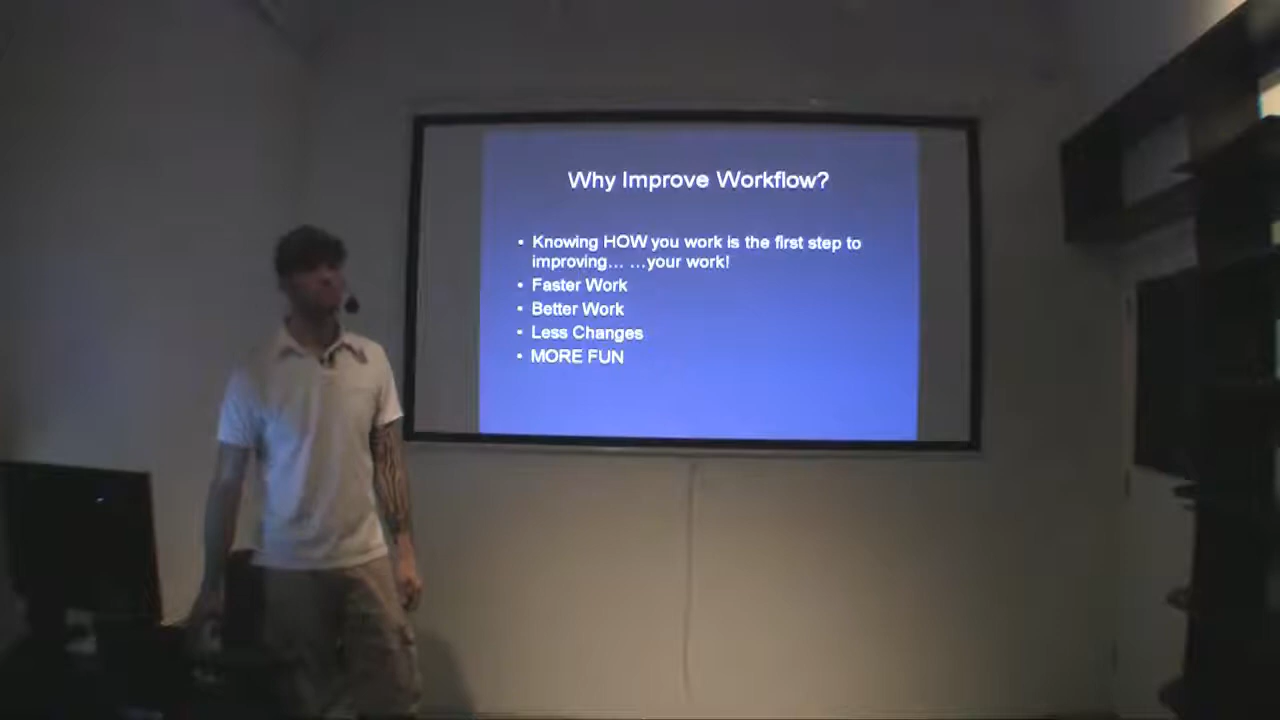 Why Improve Workflow?
• Knowing HOW you work is the first step to
improving... ...your work!
• Faster Work
• Better Work
• Less Changes
• MORE FUN